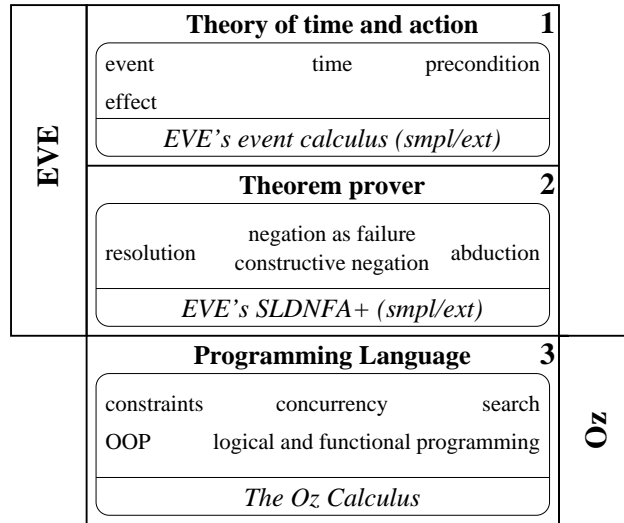 Theory of time and action 1
event time precondition
effect
EVE's event calculus (smpl/ext)
EVE
Theorem prover 2
negation as failure
resolution abduction
constructive negation
EVE's SLDNFA+ (smpl/ext)
Programming Language 3
constraints concurrency search
OOP logical and functional programming
The Oz Calculus
Oz